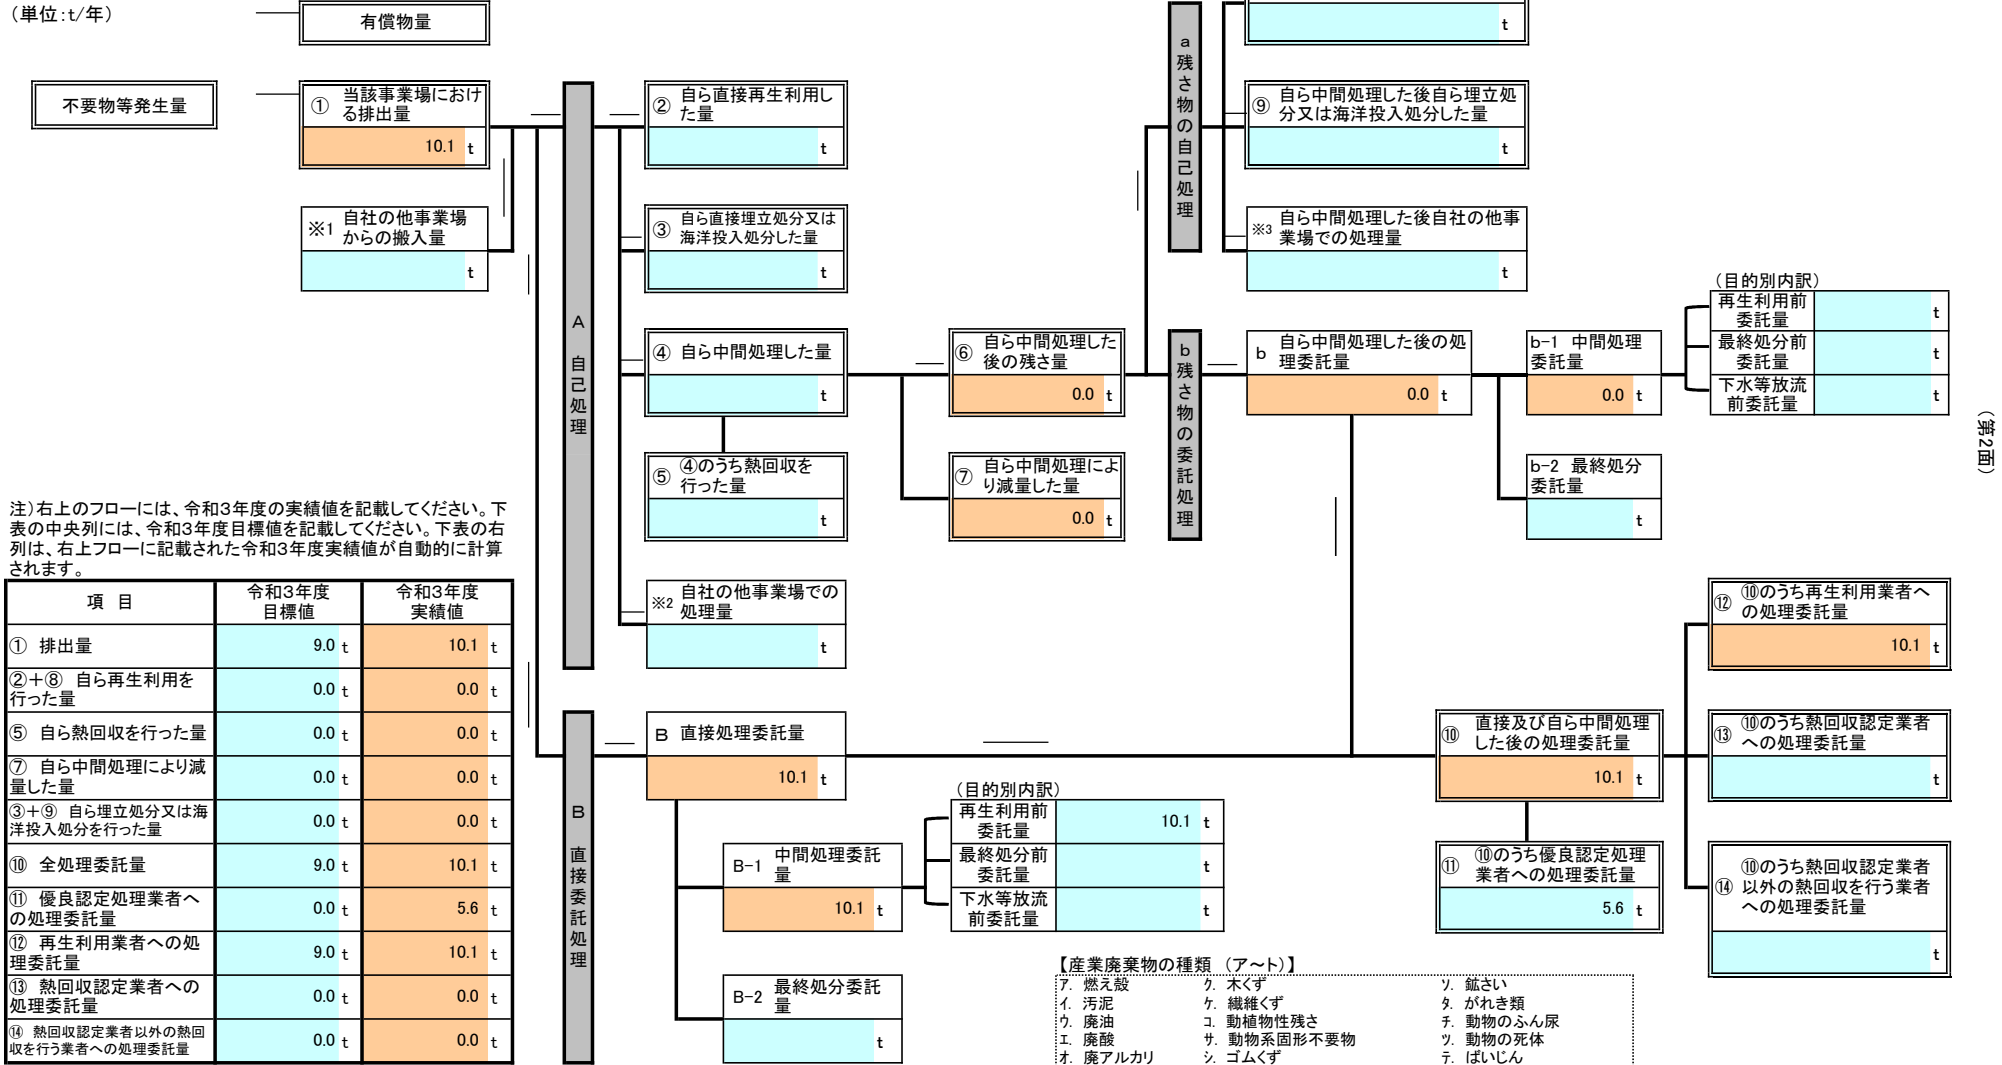 （単位：t/年）
有償物量
不要物等発生量
① 当該事業場におけ
る排出量
10.1 t
※1 自社の他事業場
からの搬入量
t
A 自己処理
② 自ら直接再生利用し
た量
t
③ 自ら直接埋立処分又は
海洋投入処分した量
t
④ 自ら中間処理した量
t
⑤ ④のうち熱回収を
行った量
t
※2 自社の他事業場での
処理量
t
⑥ 自ら中間処理した
後の残さ量
0.0 t
⑦ 自ら中間処理によ
り減量した量
0.0 t
a 残さ物の自己処理
t
⑨ 自ら中間処理した後自ら埋立処
分又は海洋投入処分した量
t
※3 自ら中間処理した後自社の他事
業場での処理量
t
b 残さ物の委託処理
b 自ら中間処理した後の処
理委託量
0.0 t
b-1 中間処理
委託量
0.0 t
b-2 最終処分
委託量
t
（目的別内訳）
再生利用前
委託量
t
最終処分前
委託量
t
下水等放流
前委託量
t
（第2面）
注）右上のフローには、令和3年度の実績値を記載してください。下
表の中央列には、令和3年度目標値を記載してください。下表の右
列は、右上フローに記載された令和3年度実績値が自動的に計算
されます。
項 目 令和3年度 目標値 令和3年度 実績値
① 排出量 9.0 t 10.1 t
②＋⑧ 自ら再生利用を
行った量 0.0 t 0.0 t
⑤ 自ら熱回収を行った量 0.0 t 0.0 t
⑦ 自ら中間処理により減
量した量 0.0 t 0.0 t
③＋⑨ 自ら埋立処分又は海
洋投入処分を行った量 0.0 t 0.0 t
⑩ 全処理委託量 9.0 t 10.1 t
⑪ 優良認定処理業者へ
の処理委託量 0.0 t 5.6 t
⑫ 再生利用業者への処
理委託量 9.0 t 10.1 t
⑬ 熱回収認定業者への
処理委託量 0.0 t 0.0 t
⑭ 熱回収認定業者以外の熱回
収を行う業者への処理委託量 0.0 t 0.0 t
B 直接委託処理
B 直接処理委託量
10.1 t
B-1 中間処理委託
量
10.1 t
B-2 最終処分委託
量
t
（目的別内訳）
再生利用前
委託量
10.1 t
最終処分前
委託量
t
下水等放流
前委託量
t
⑩ 直接及び自ら中間処理
した後の処理委託量
10.1 t
⑪ ⑩のうち優良認定処理
業者への処理委託量
5.6 t
⑫ ⑩のうち再生利用業者へ
の処理委託量
10.1 t
⑬ ⑩のうち熱回収認定業者
への処理委託量
t
⑭ ⑩のうち熱回収認定業者
以外の熱回収を行う業者
への処理委託量
t
【産業廃棄物の種類 （ア～ト）】
ｱ. 燃え殻 ｸ. 木くず ｿ. 鉱さい
ｲ. 汚泥 ｹ. 繊維くず ﾀ. がれき類
ｳ. 廃油 ｺ. 動植物性残さ ﾁ. 動物のふん尿
ｴ. 廃酸 ｻ. 動物系固形不要物 ﾂ. 動物の死体
ｵ. 廃アルカリ ｼ. ゴムくず ﾃ. ばいじん